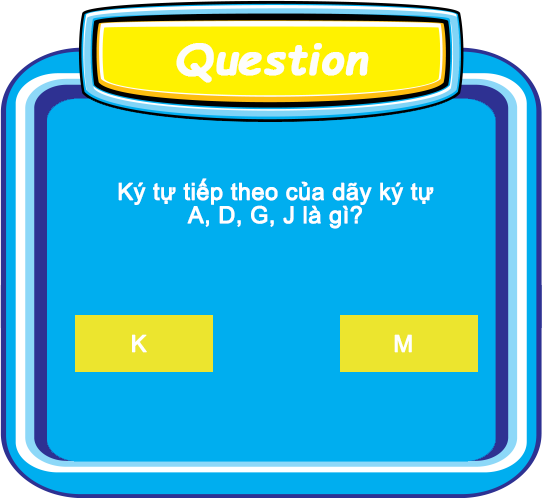 Question
Ký tự tiếp theo của dãy ký tự
A, D, G, J là gì?
K
M